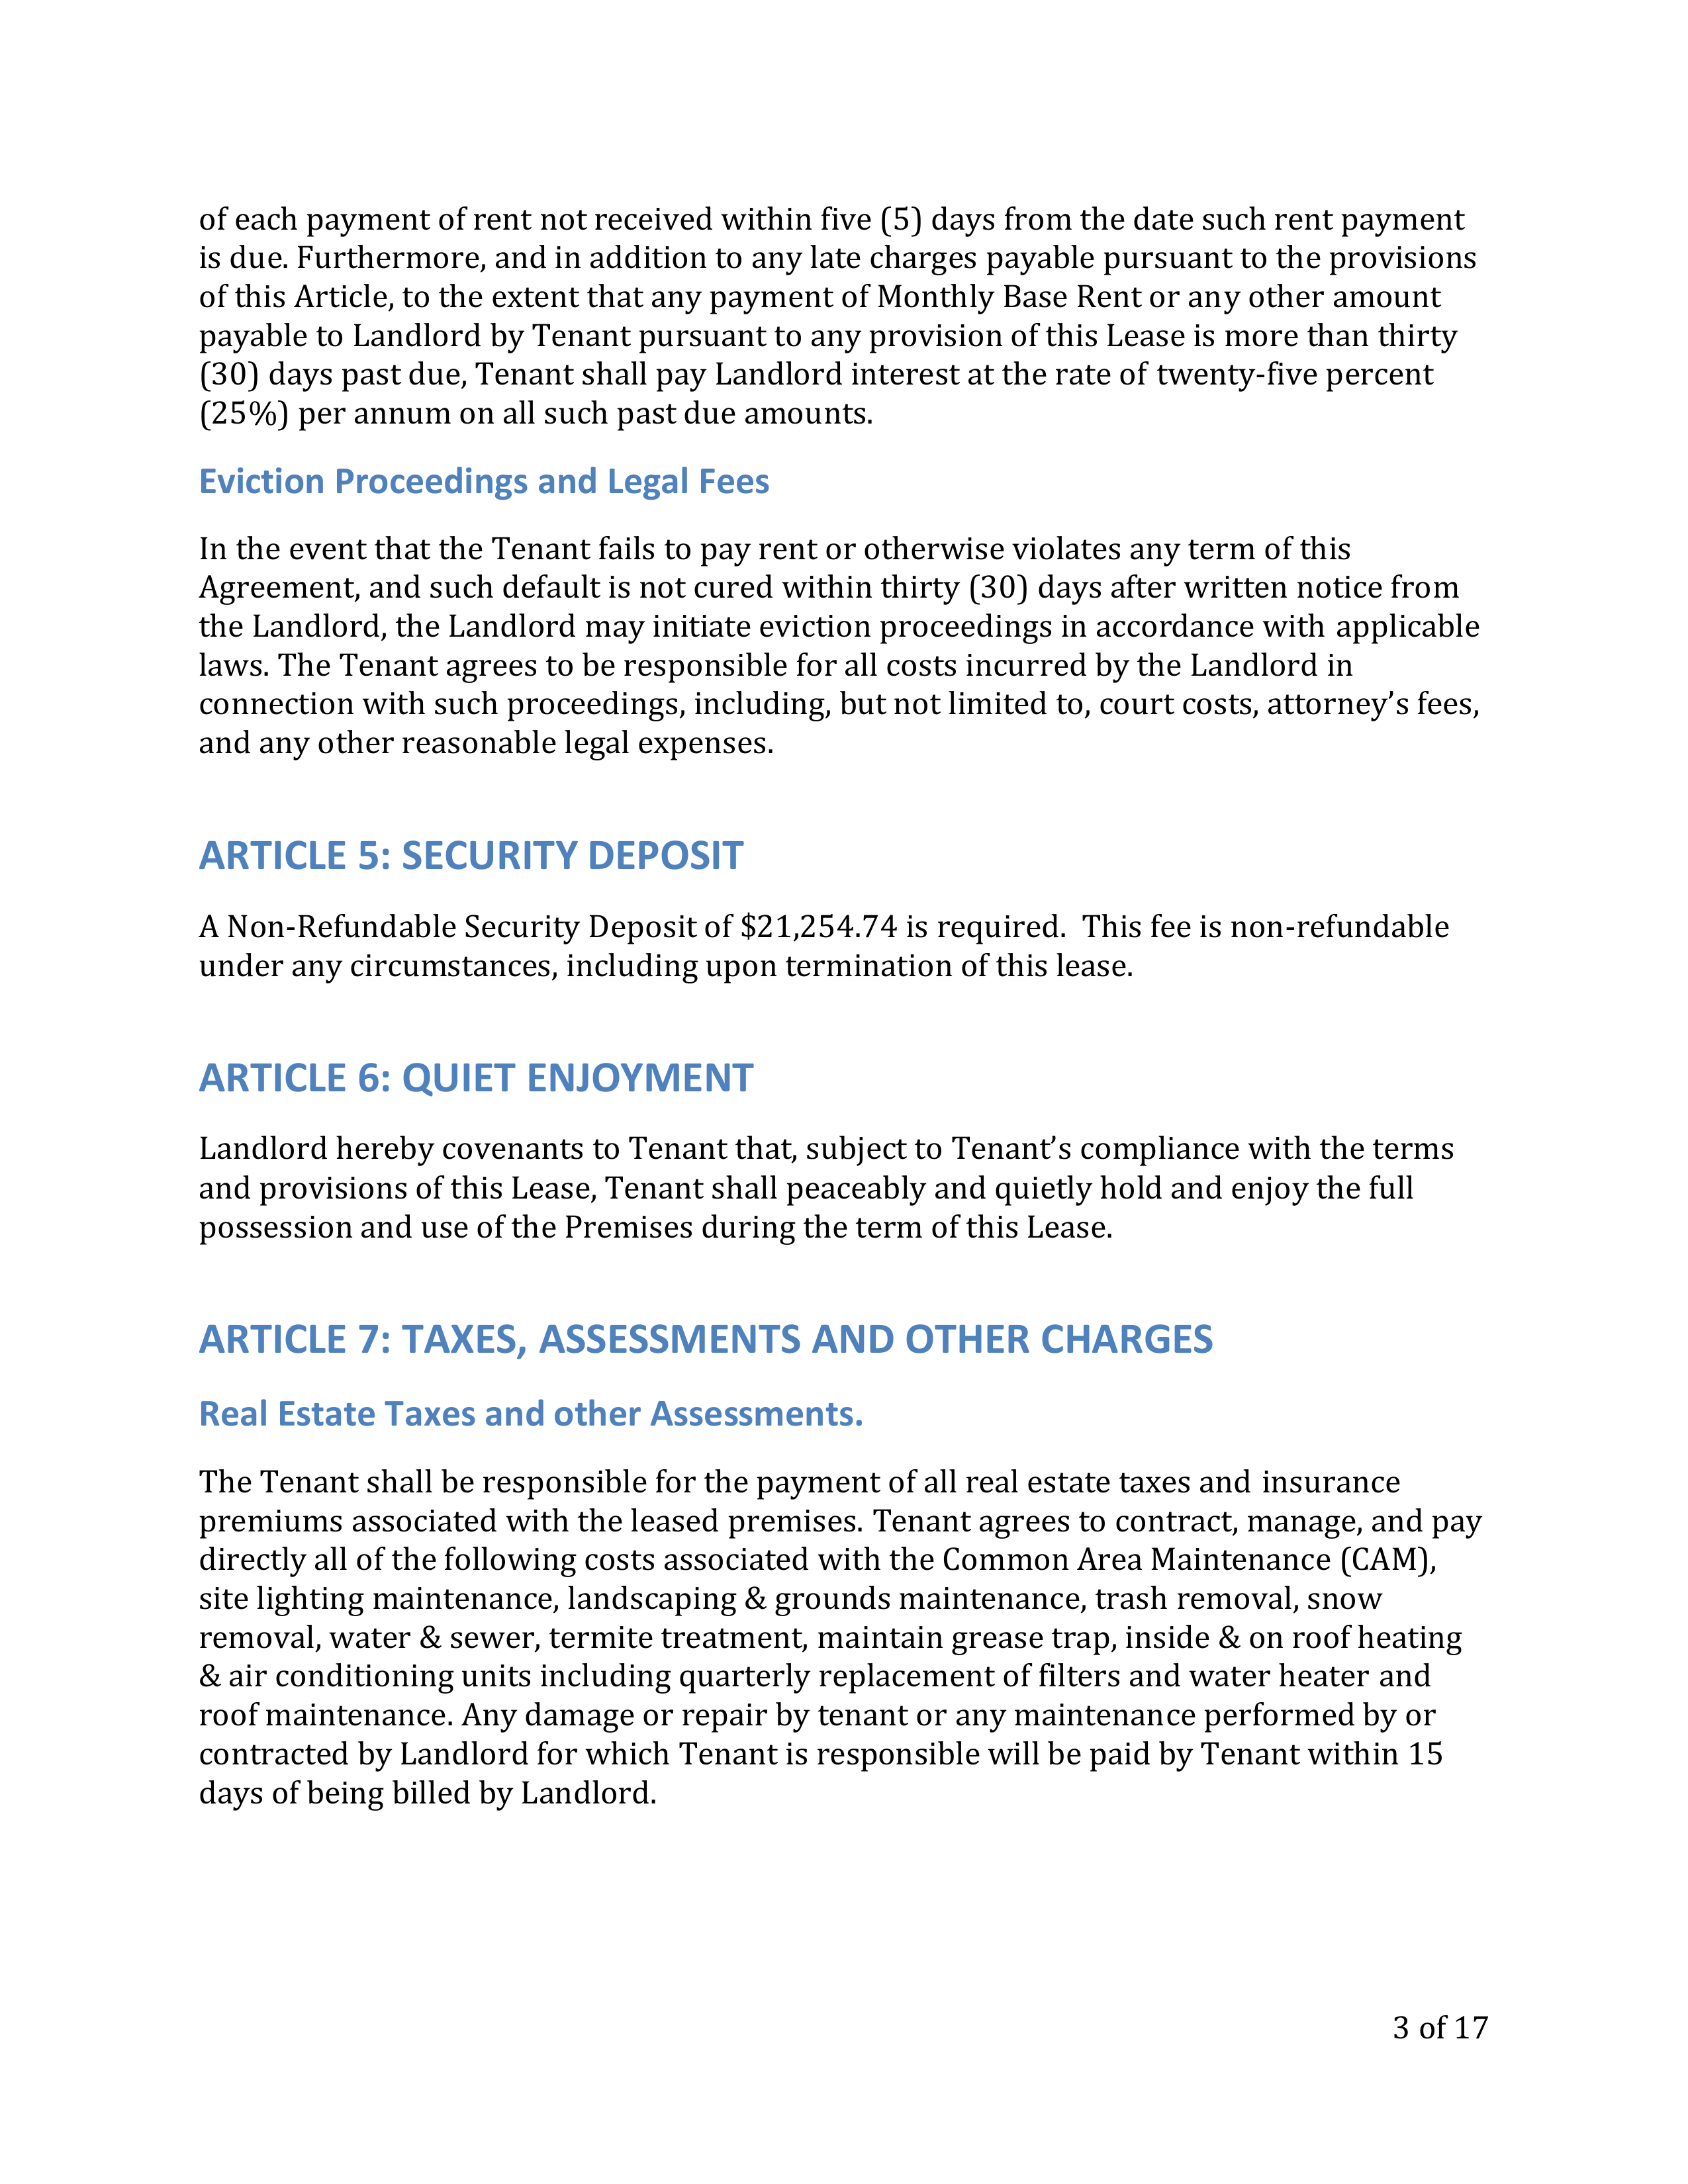 of each payment of rent not received within five (5) days from the date such rent payment
is due. Furthermore, and in addition to any late charges payable pursuant to the provisions
of this Article, to the extent that any payment of Monthly Base Rent or any other amount
payable to Landlord by Tenant pursuant to any provision of this Lease is more than thirty
(30) days past due, Tenant shall pay Landlord interest at the rate of twenty-five percent
(25%) per annum on all such past due amounts.
Eviction Proceedings and Legal Fees
In the event that the Tenant fails to pay rent or otherwise violates any term of this
Agreement, and such default is not cured within thirty (30) days after written notice from
the Landlord, the Landlord may initiate eviction proceedings in accordance with applicable
laws. The Tenant agrees to be responsible for all costs incurred by the Landlord in
connection with such proceedings, including, but not limited to, court costs, attorney’s fees,
and any other reasonable legal expenses.
ARTICLE 5: SECURITY DEPOSIT
A Non-Refundable Security Deposit of $21,254.74 is required.  This fee is non-refundable
under any circumstances, including upon termination of this lease.
ARTICLE 6: QUIET ENJOYMENT
Landlord hereby covenants to Tenant that, subject to Tenant’s compliance with the terms
and provisions of this Lease, Tenant shall peaceably and quietly hold and enjoy the full
possession and use of the Premises during the term of this Lease.
ARTICLE 7: TAXES, ASSESSMENTS AND OTHER CHARGES
Real Estate Taxes and other Assessments.
The Tenant shall be responsible for the payment of all real estate taxes and insurance
premiums associated with the leased premises. Tenant agrees to contract, manage, and pay
directly all of the following costs associated with the Common Area Maintenance (CAM),
site lighting maintenance, landscaping & grounds maintenance, trash removal, snow
removal, water & sewer, termite treatment, maintain grease trap, inside & on roof heating
& air conditioning units including quarterly replacement of filters and water heater and
roof maintenance. Any damage or repair by tenant or any maintenance performed by or
contracted by Landlord for which Tenant is responsible will be paid by Tenant within 15
days of being billed by Landlord.
3 of 17